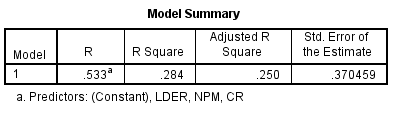 Model Summary
Model R R Square Adjusted R Square Std. Error of the Estimate
1 .533a .284 .250 .370459
a. Predictors: (Constant), LDER, NPM, CR